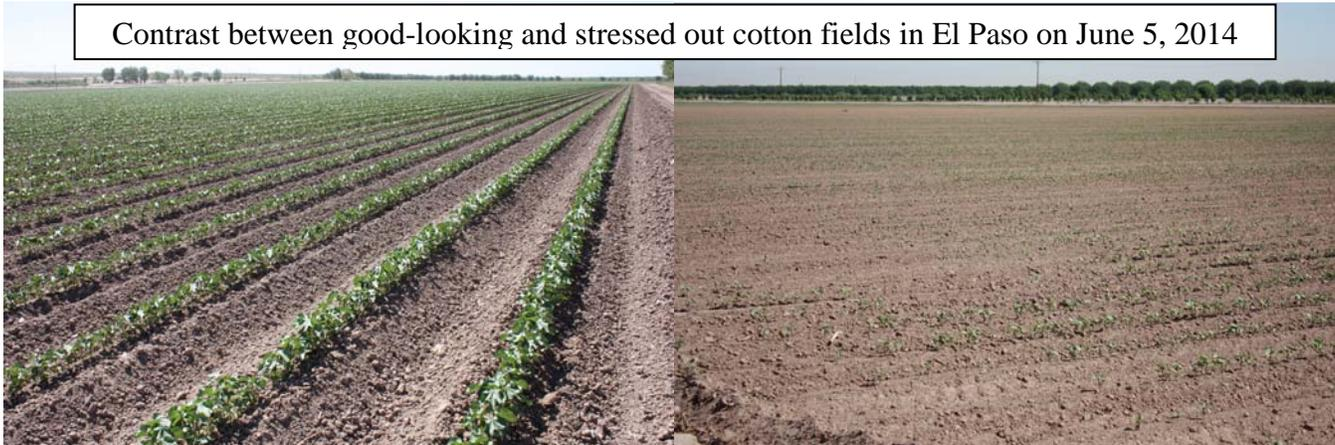 Contrast between good-looking and stressed out cotton fields in El Paso on June 5, 2014